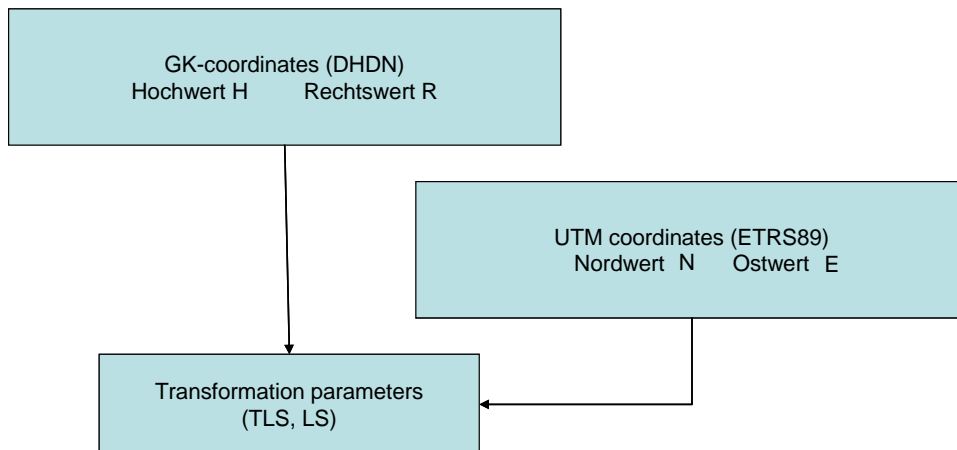 GK-coordinates (DHDN)
Hochwert H Rechtswert R
UTM coordinates (ETRS89)
Nordwert N Ostwert E
Transformation parameters
(TLS, LS)